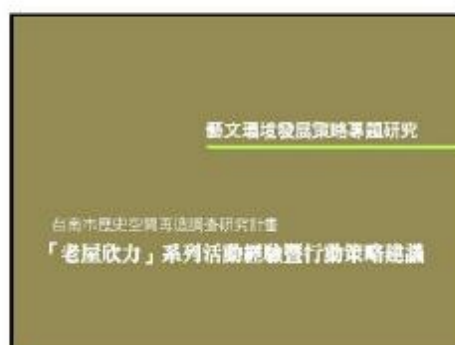 藝文環境發展策略專題研究
台南市歷史空間再造調查研究計畫
「老屋欣力」系列活動經驗暨行動策略建議